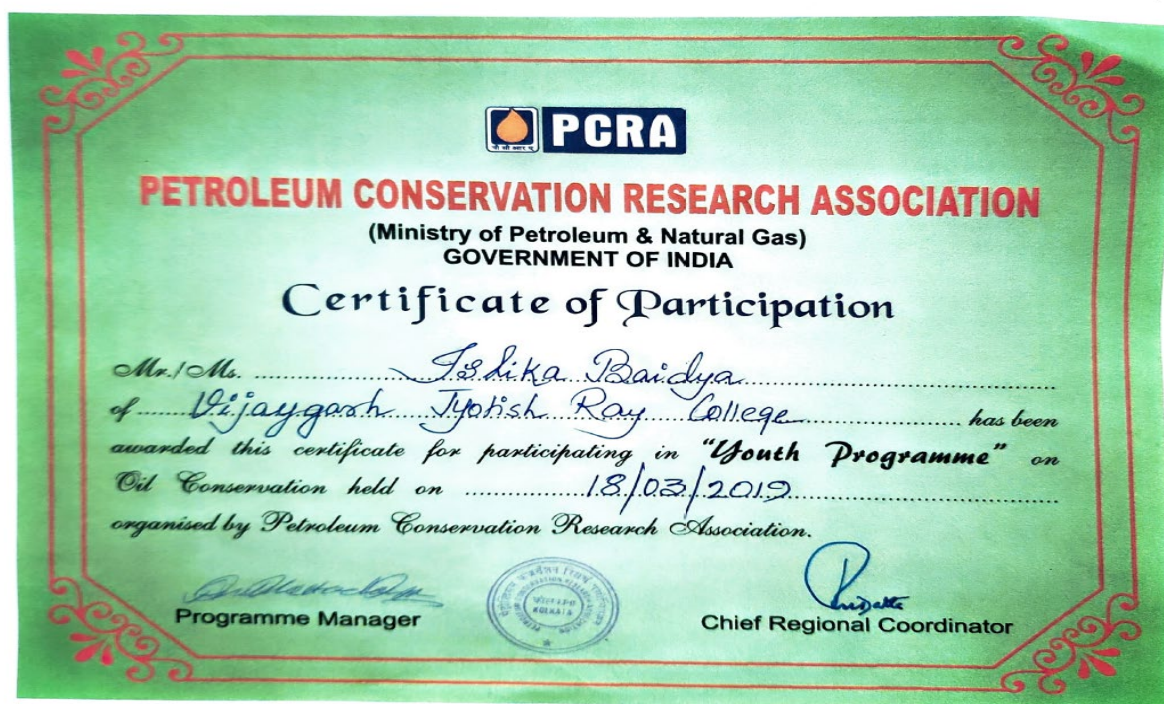 पी सी आर ए
PCRA
PETROLEUM CONSERVATION RESEARCH ASSOCIATION
(Ministry of Petroleum & Natural Gas)
GOVERNMENT OF INDIA
Certificate of Participation
Mr./Ms. Ishika Baidya
of Vijaygarh Jyotish Ray College has been
awarded this certificate for participating in "Youth Programme" on
Oil Conservation held on 18/03/2019
organised by Petroleum Conservation Research Association.
KOLKATA
Programme Manager
Chief Regional Coordinator